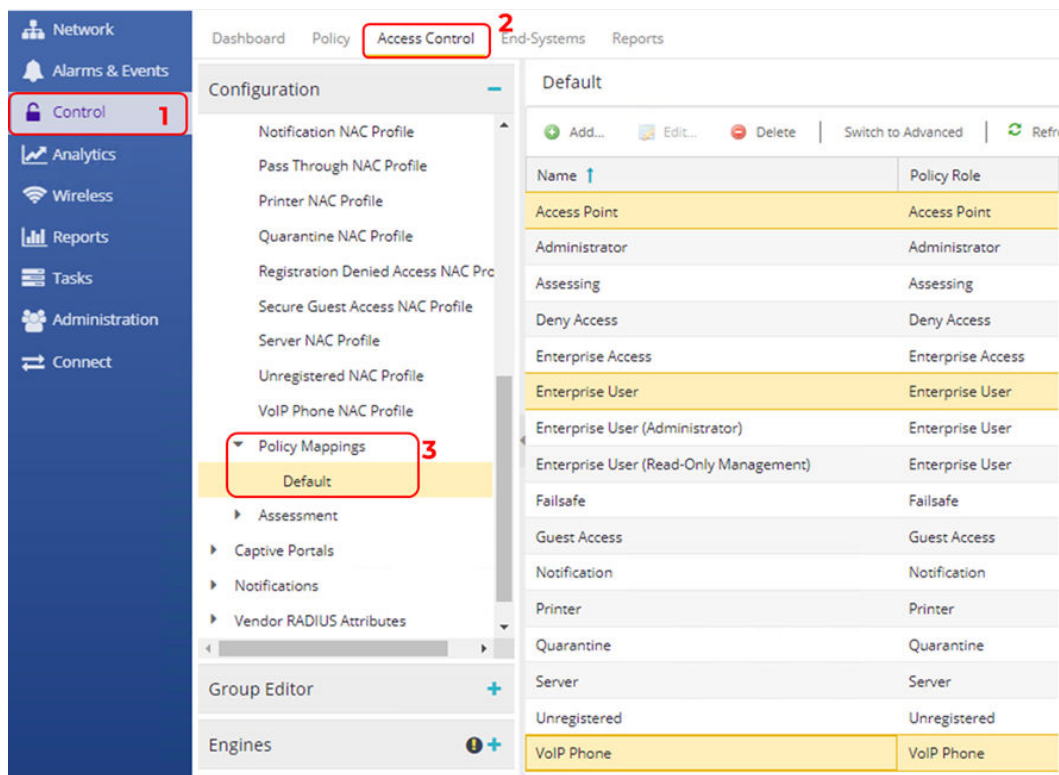 Network
Alarms & Events
Control 1
Analytics
Wireless
Reports
Tasks
Administration
Connect
Dashboard Policy Access Control 2 End-Systems Reports
Configuration
Notification NAC Profile
Pass Through NAC Profile
Printer NAC Profile
Quarantine NAC Profile
Registration Denied Access NAC Pro
Secure Guest Access NAC Profile
Server NAC Profile
Unregistered NAC Profile
VoIP Phone NAC Profile
Policy Mappings 3
Default
Assessment
Captive Portals
Notifications
Vendor RADIUS Attributes
Group Editor
Engines
Default
Add... Edit... Delete Switch to Advanced Refr
Name Policy Role
Access Point Access Point
Administrator Administrator
Assessing Assessing
Deny Access Deny Access
Enterprise Access Enterprise Access
Enterprise User Enterprise User
Enterprise User (Administrator) Enterprise User
Enterprise User (Read-Only Management) Enterprise User
Failsafe Failsafe
Guest Access Guest Access
Notification Notification
Printer Printer
Quarantine Quarantine
Server Server
Unregistered Unregistered
VoIP Phone VoIP Phone